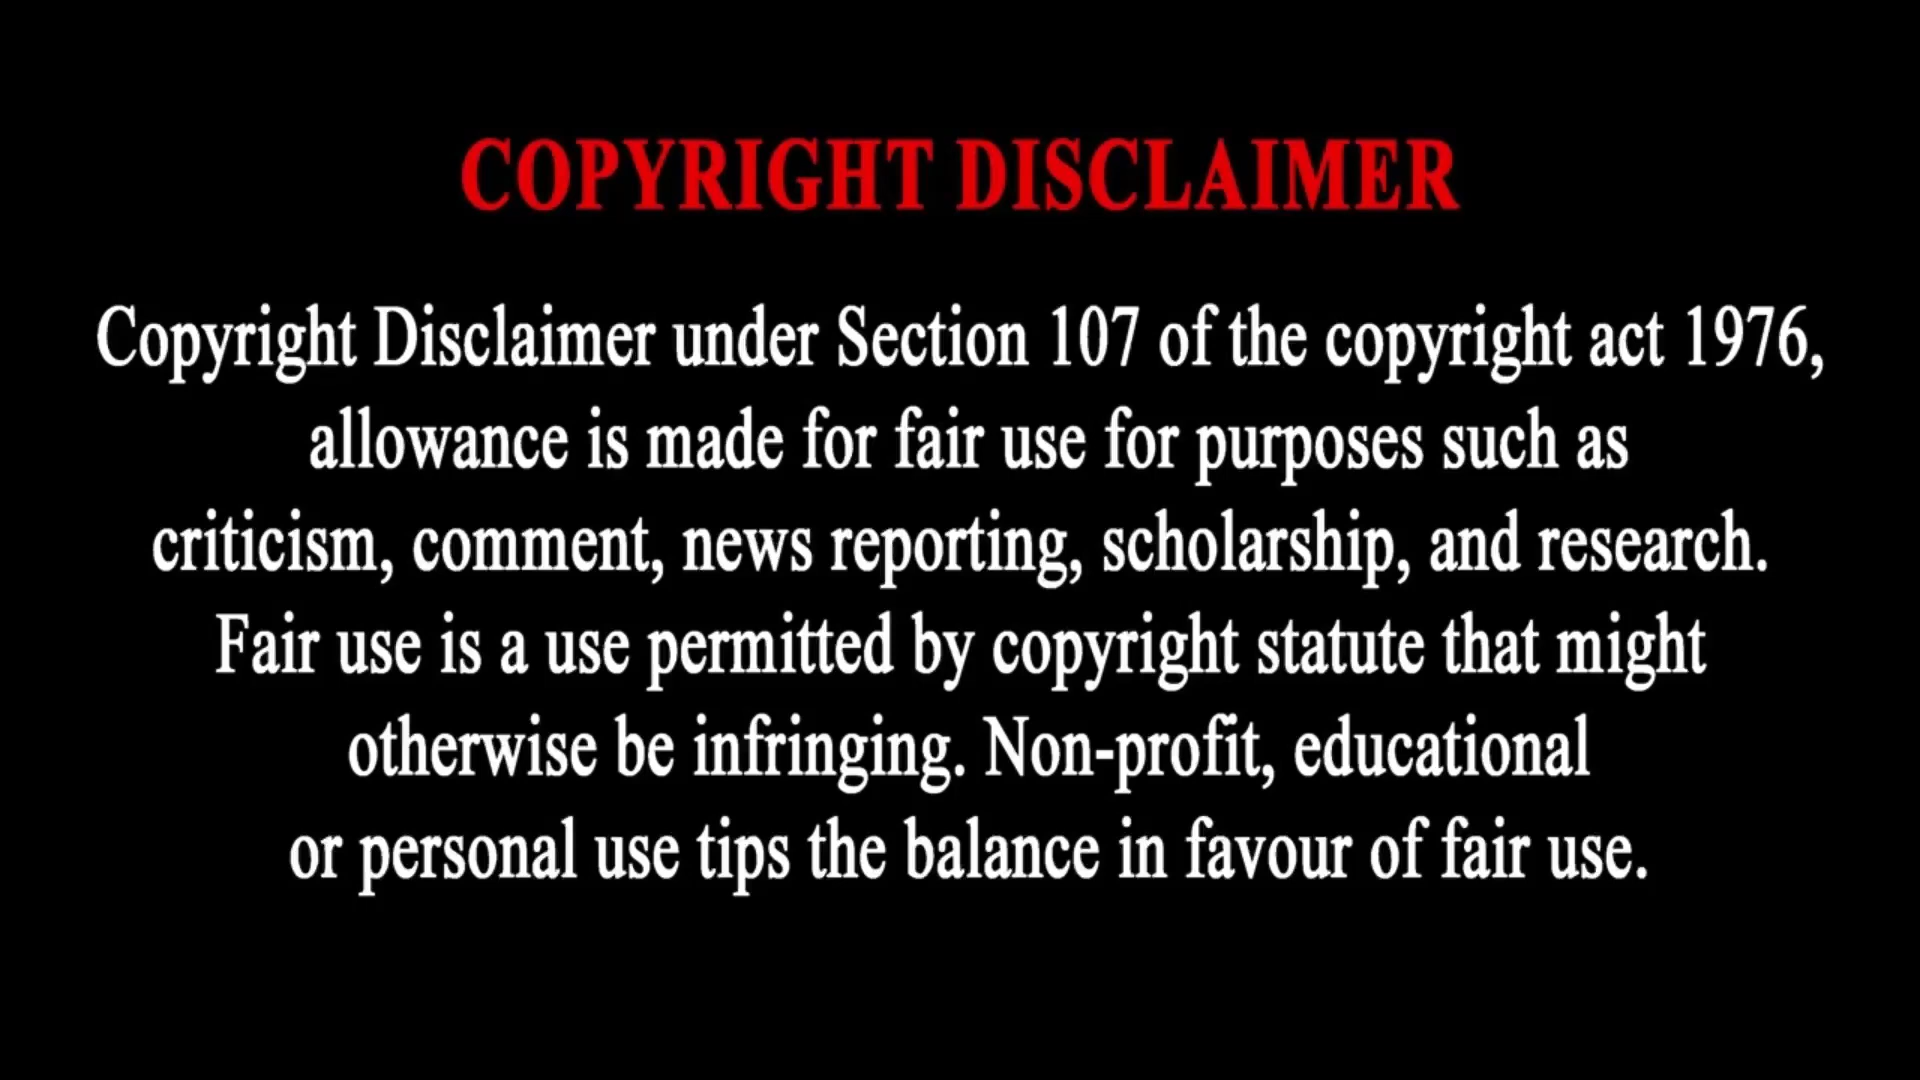 COPYRIGHT DISCLAIMER
Copyright Disclaimer under Section 107 of the copyright act 1976,
allowance is made for fair use for purposes such as
criticism, comment, news reporting, scholarship, and research.
Fair use is a use permitted by copyright statute that might
otherwise be infringing. Non-profit, educational
or personal use tips the balance in favour of fair use.